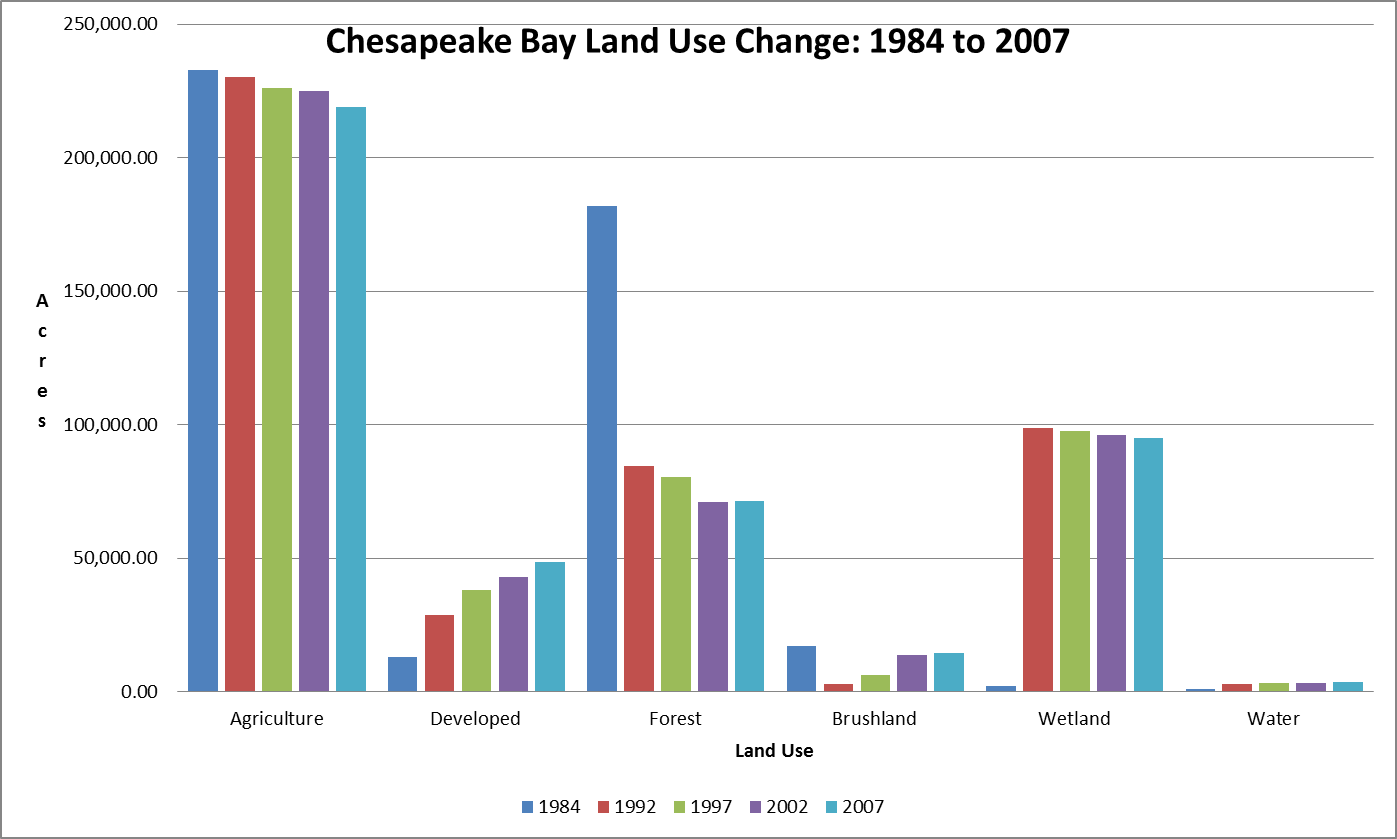 Chesapeake Bay Land Use Change: 1984 to 2007
250,000.00
200,000.00
150,000.00
100,000.00
50,000.00
0.00
A
c
r
e
s
Agriculture Developed Forest Brushland Wetland Water
Land Use
1984 1992 1997 2002 2007